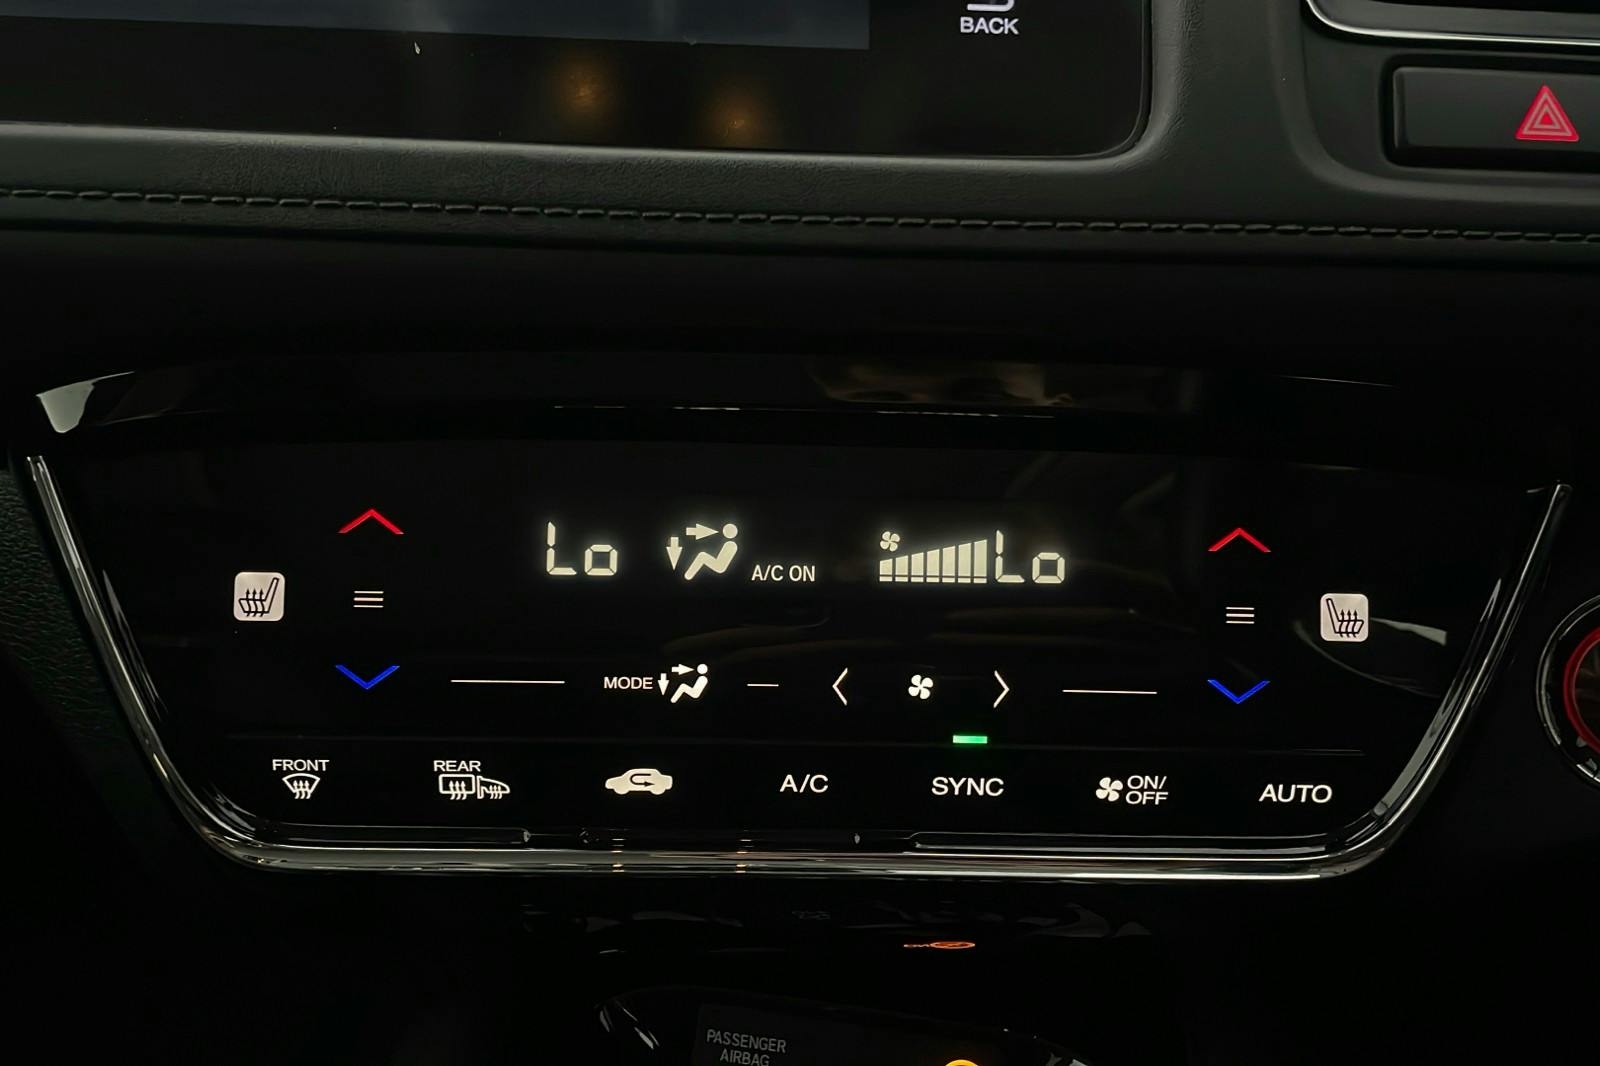 BACK
Lo
A/C ON
Lo
MODE
FRONT
REAR
A/C
SYNC
ON/
OFF
AUTO
PASSENGER
AIRBAG